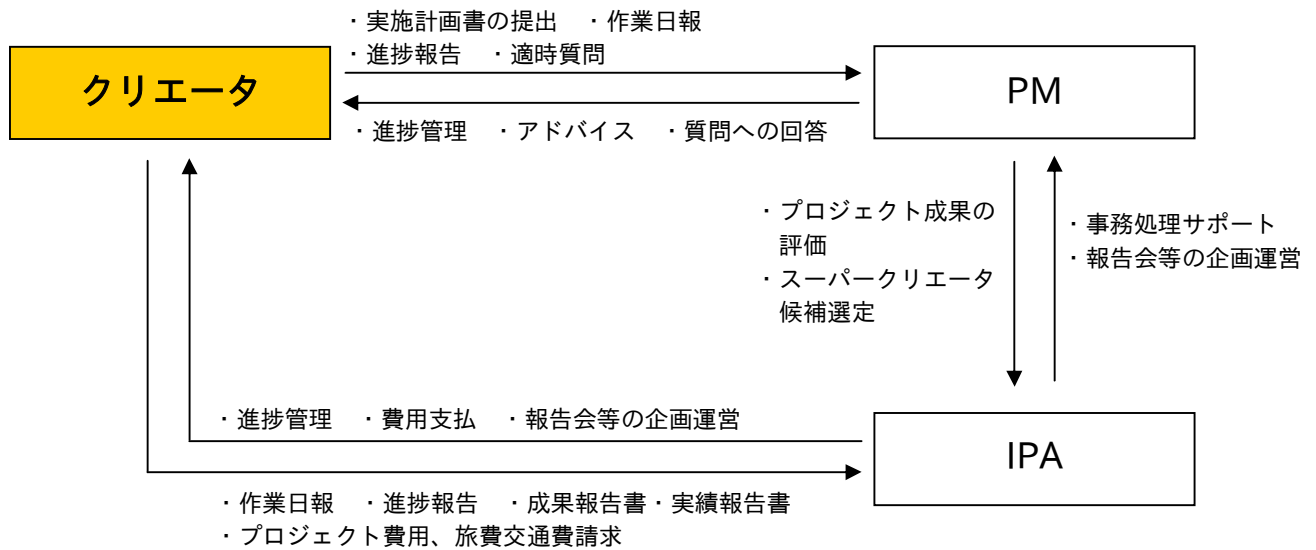 ・実施計画書の提出　・作業日報
・進捗報告　・適時質問
クリエータ
PM
・進捗管理　・アドバイス　・質問への回答
・プロジェクト成果の
評価
・スーパークリエータ
候補選定
・事務処理サポート
・報告会等の企画運営
・進捗管理　・費用支払　・報告会等の企画運営
IPA
・作業日報　・進捗報告　・成果報告書・実績報告書
・プロジェクト費用、旅費交通費請求